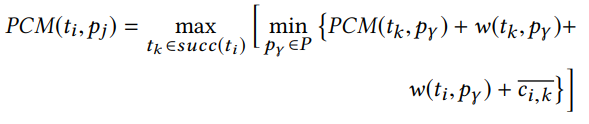 PCM(t_i, p_j) = max_{t_k ∈ succ(t_i)} [ min_{p_γ ∈ P} { PCM(t_k, p_γ) + w(t_k, p_γ) +
w(t_i, p_γ) + \overline{c_{i,k}} } ]